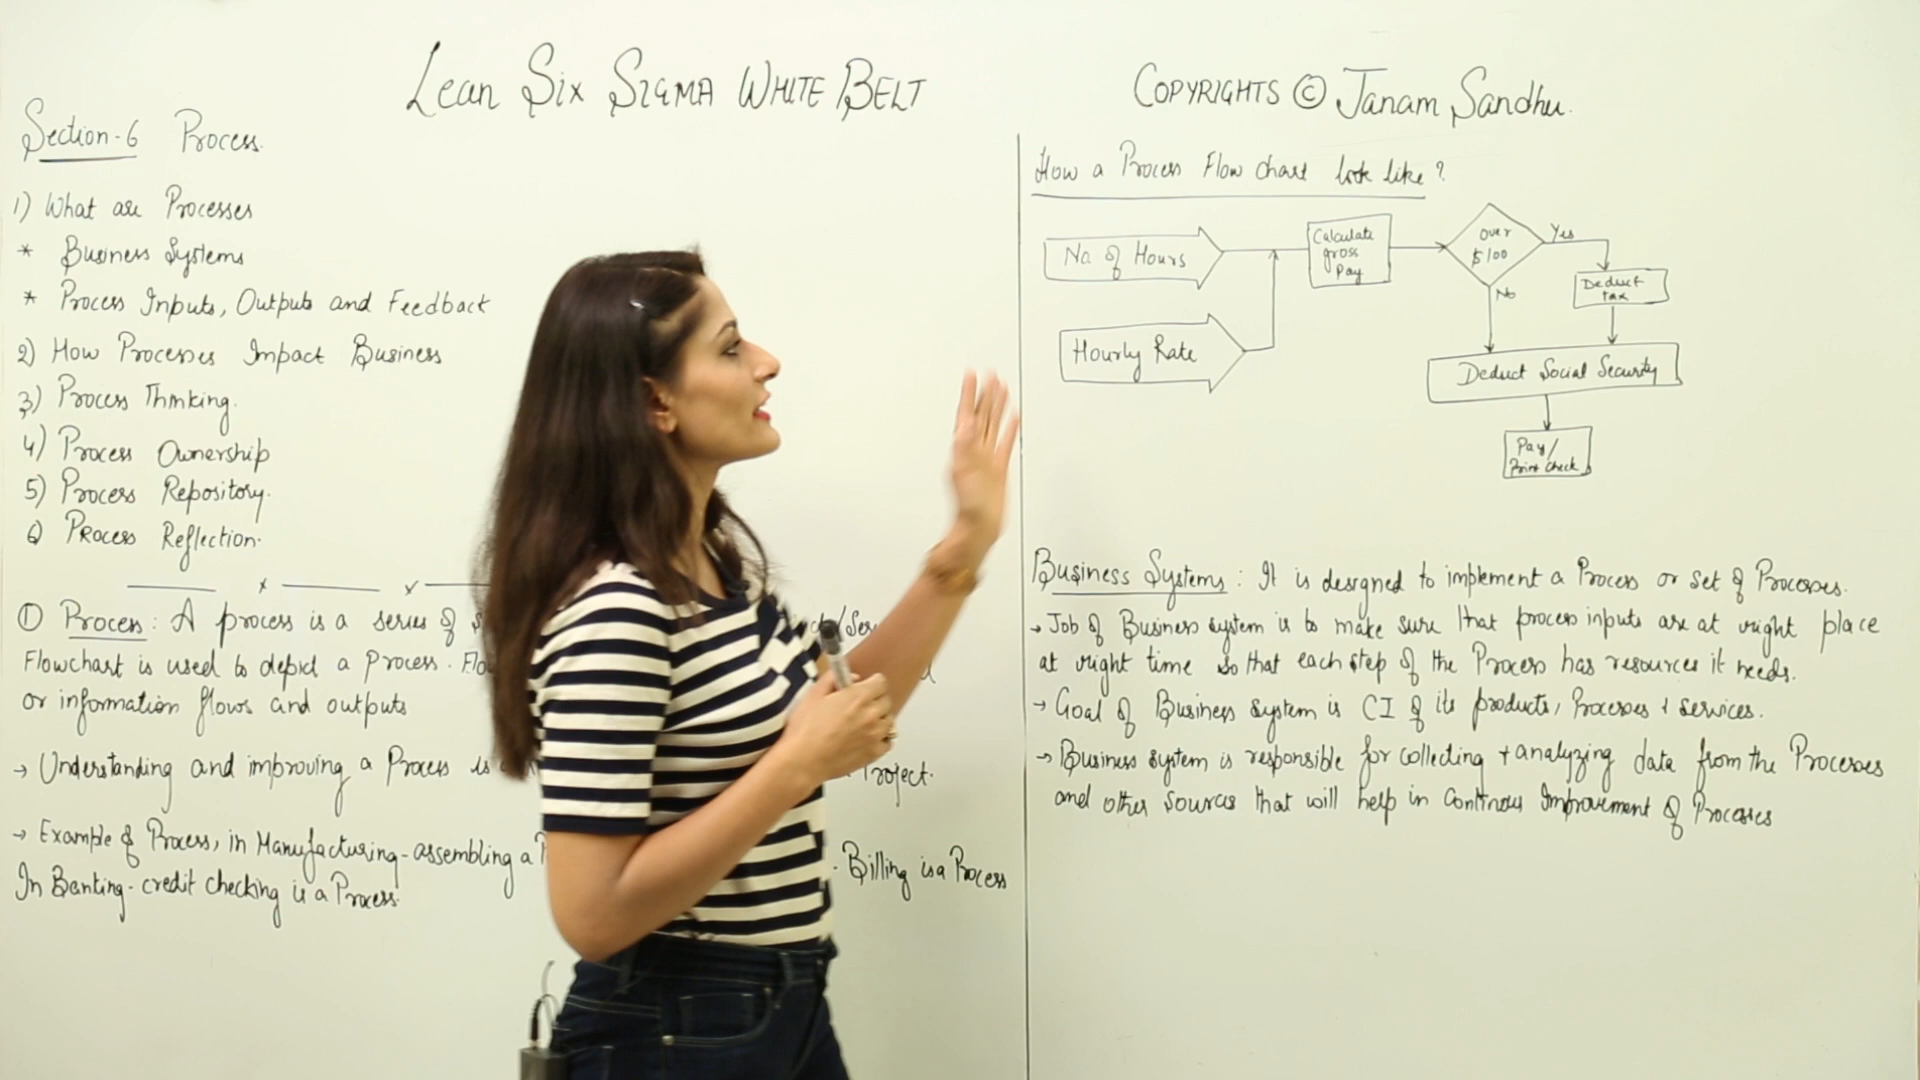 Lean Six Sigma White Belt
Copyrights © Janam Sandhu.
Section-6 Process.
1) What are Processes
* Business Systems
* Process Inputs, Outputs and Feedback
2) How Processes Impact Business
3) Process Thinking.
4) Process Ownership
5) Process Repository.
6) Process Reflection.
① Process: A process is a series of
Flowchart is used to depict a Process.
or information flows and outputs
→ Understanding and improving a Process is Project.
→ Example of Process, in Manufacturing - assembling a . Billing is a Process
In Banking - credit checking is a Process.
How a Process Flow chart look like?
No of Hours
Hourly Rate
Calculate
gross
Pay
Over
$100
Yes
No
Deduct
tax
Deduct Social Security
Pay/
Print check
Business Systems: It is designed to implement a Process or set of Processes.
→ Job of Business system is to make sure that process inputs are at right place
at right time so that each step of the Process has resources it needs.
→ Goal of Business system is CI of its products, Processes + services.
→ Business system is responsible for collecting + analyzing data from the Processes
and other sources that will help in Continous Improvement of Processes